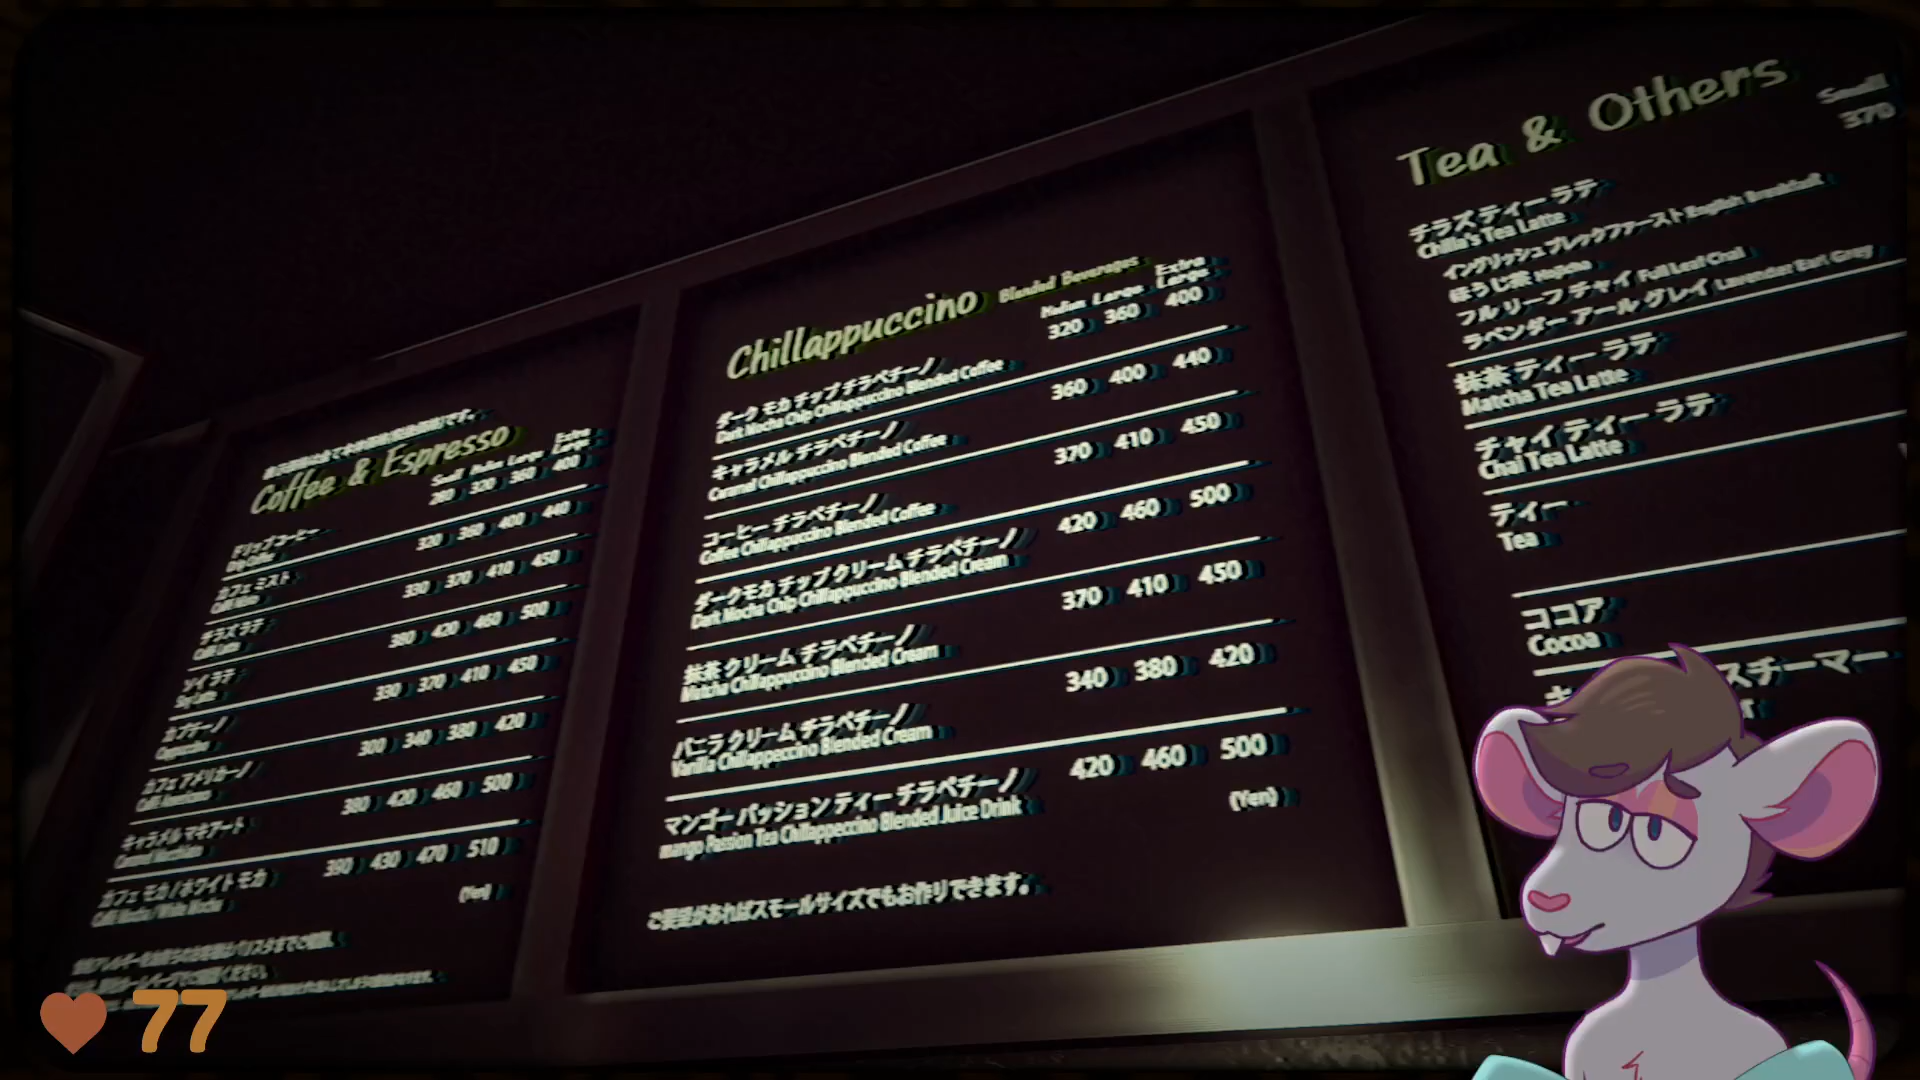 Coffee & Espresso
Small Medium Large Extra Large
280 320 360 400
ドリップ コーヒー
Drip Coffee
320 360 400 440
カフェ ミスト
Caffè Misto
330 370 410 450
チラズ ラテ
Caffè Latte
380 420 460 500
ソイ ラテ
Soy Latte
330 370 410 450
カプチーノ
Cappuccino
300 340 380 420
カフェ アメリカーノ
Caffè Americano
380 420 460 500
キャラメル マキアート
Caramel Macchiato
390 430 470 510
カフェ モカ / ホワイト モカ
Caffè Mocha / White Mocha
(Yen)
Chillappuccino Blended Beverages
Medium Large Extra Large
320 360 400
ダーク モカ チップ チラペチーノ
Dark Mocha Chip Chillappuccino Blended Coffee
360 400 440
キャラメル チラペチーノ
Caramel Chillappuccino Blended Coffee
370 410 450
コーヒー チラペチーノ
Coffee Chillappuccino Blended Coffee
420 460 500
ダークモカ チップ クリーム チラペチーノ
Dark Mocha Chip Chillappuccino Blended Cream
370 410 450
抹茶 クリーム チラペチーノ
Matcha Chillappuccino Blended Cream
340 380 420
バニラ クリーム チラペチーノ
Vanilla Chillappeccino Blended Cream
420 460 500
マンゴー パッション ティー チラペチーノ
mango Passion Tea Chillappeccino Blended Juice Drink
(Yen)
ご要望があればスモールサイズでもお作りできます。
Tea & Others
Small
370
チラズ ティー ラテ
Chilla's Tea Latte
イングリッシュ ブレックファースト English Breakfast
ほうじ茶 Hojicha
フル リーフ チャイ Full Leaf Chai
ラベンダー アール グレイ Lavender Earl Grey
抹茶 ティー ラテ
Matcha Tea Latte
チャイ ティー ラテ
Chai Tea Latte
ティー
Tea
ココア
Cocoa
スチーマー
77